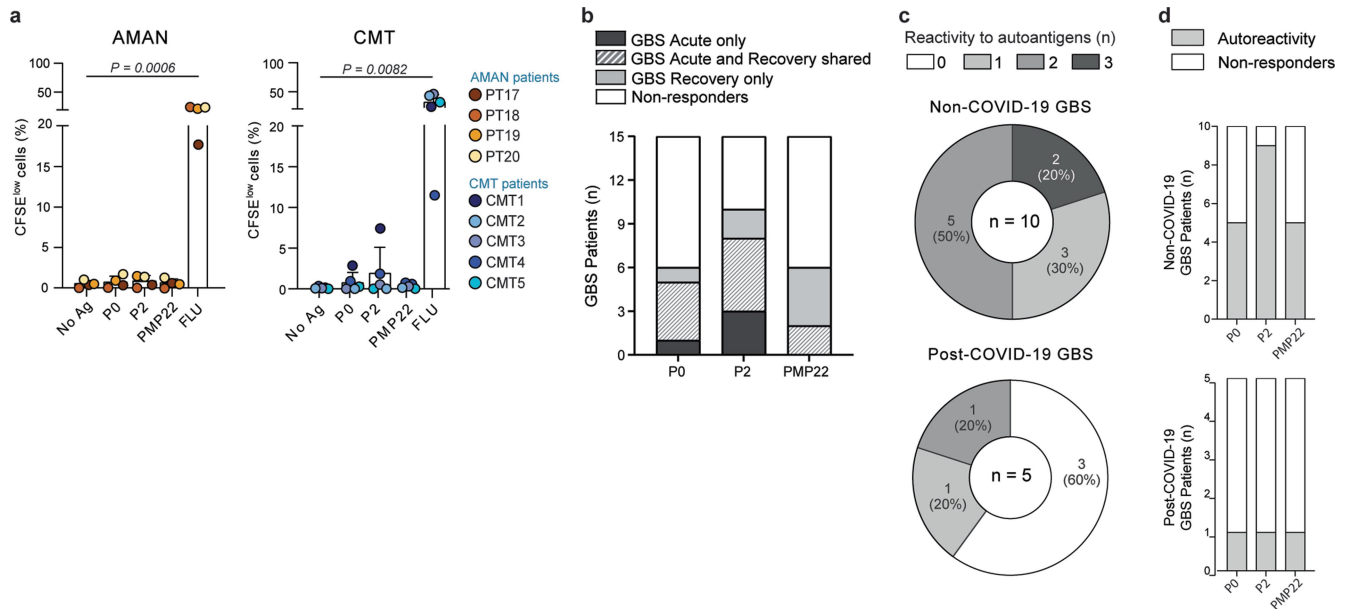 a
AMAN
P = 0.0006
CFSElow cells (%)
100
50
20
15
10
5
0
No Ag
P0
P2
PMP22
FLU
CMT
P = 0.0082
CFSElow cells (%)
100
50
20
15
10
5
0
No Ag
P0
P2
PMP22
FLU
AMAN patients
PT17
PT18
PT19
PT20
CMT patients
CMT1
CMT2
CMT3
CMT4
CMT5
b
GBS Acute only
GBS Acute and Recovery shared
GBS Recovery only
Non-responders
GBS Patients (n)
15
12
9
6
3
0
P0
P2
PMP22
c
Reactivity to autoantigens (n)
0
1
2
3
Non-COVID-19 GBS
2
(20%)
5
(50%)
n = 10
3
(30%)
Post-COVID-19 GBS
1
(20%)
n = 5
3
(60%)
1
(20%)
d
Autoreactivity
Non-responders
Non-COVID-19
GBS Patients (n)
10
8
6
4
2
0
P0
P2
PMP22
Post-COVID-19
GBS Patients (n)
5
4
3
2
1
0
P0
P2
PMP22